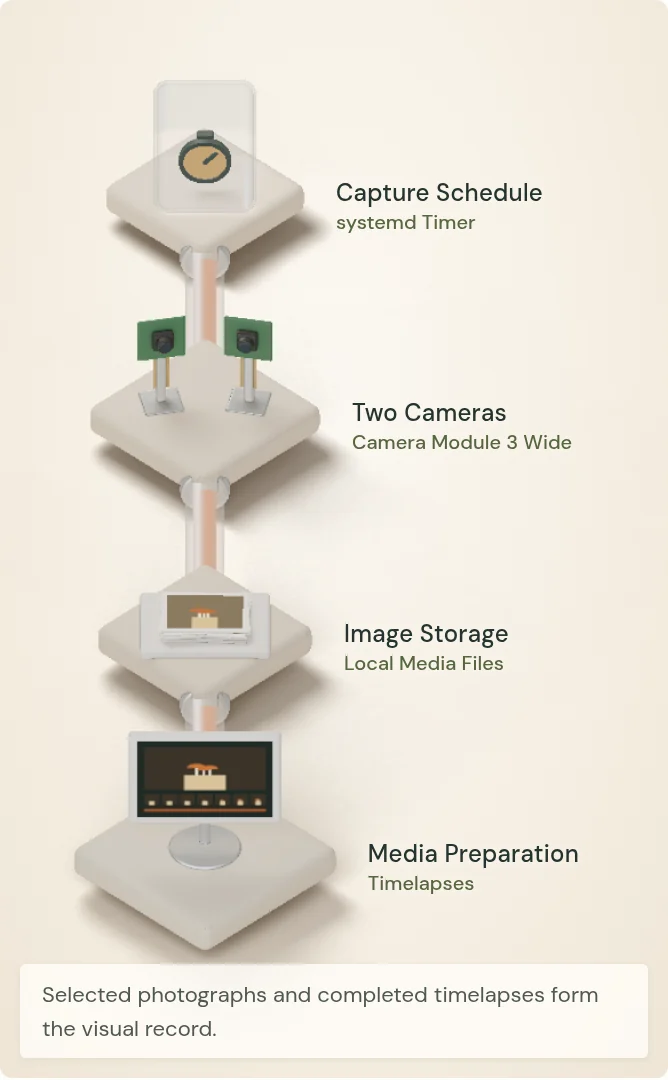 Capture Schedule
systemd Timer
Two Cameras
Camera Module 3 Wide
Image Storage
Local Media Files
Media Preparation
Timelapses
Selected photographs and completed timelapses form
the visual record.